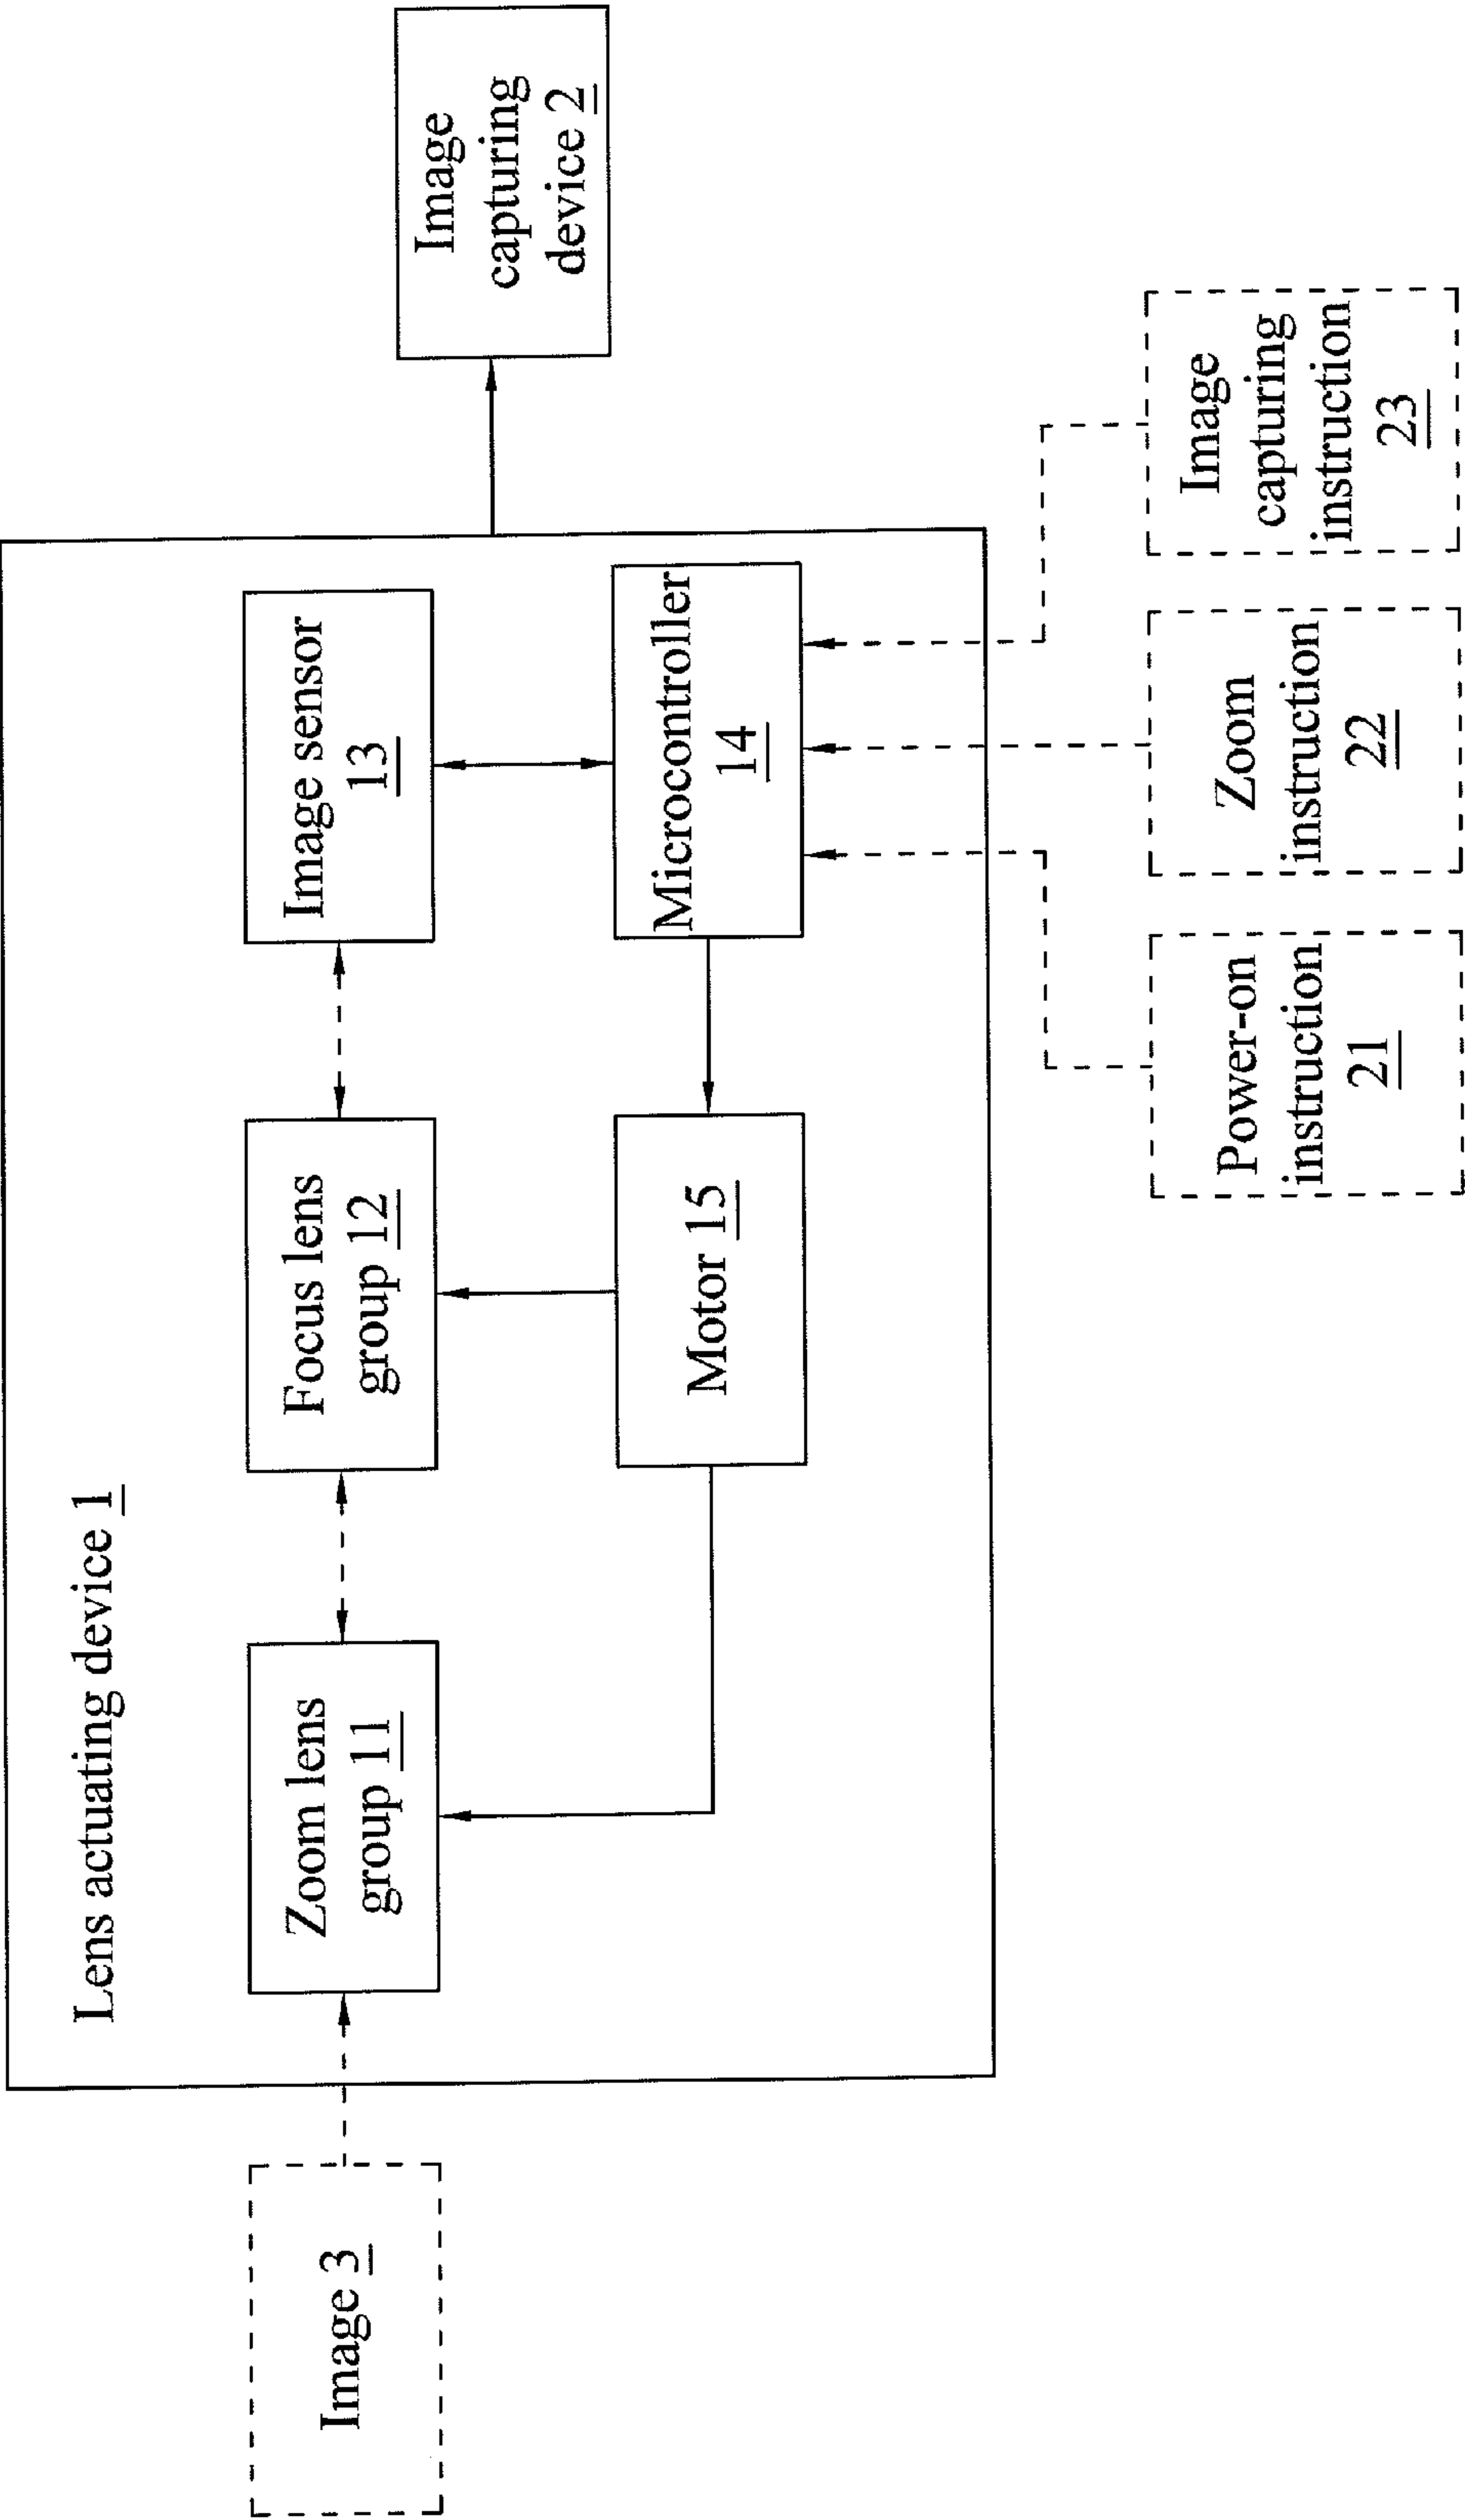 Lens actuating device 1
Image 3
Zoom lens
group 11
Focus lens
group 12
Image sensor
13
Motor 15
Microcontroller
14
Image
capturing
device 2
Power-on
instruction
21
Zoom
instruction
22
Image
capturing
instruction
23